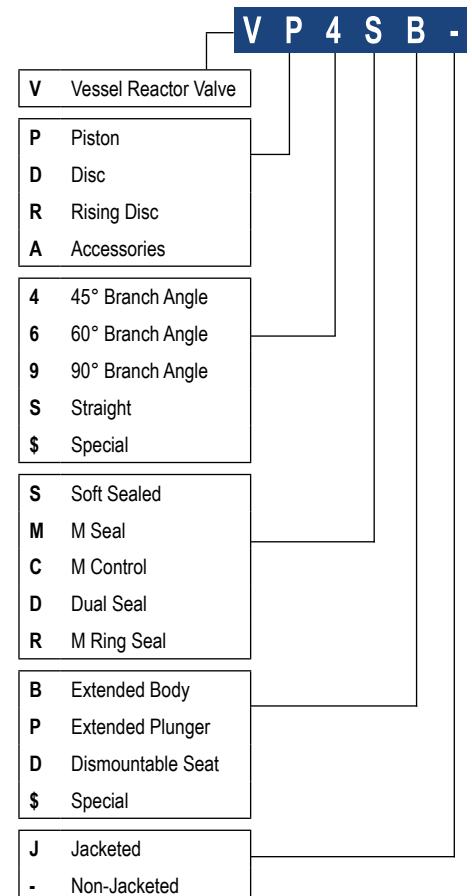 V P 4 S B -
V Vessel Reactor Valve
P Piston
D Disc
R Rising Disc
A Accessories
4 45° Branch Angle
6 60° Branch Angle
9 90° Branch Angle
S Straight
$ Special
S Soft Sealed
M M Seal
C M Control
D Dual Seal
R M Ring Seal
B Extended Body
P Extended Plunger
D Dismountable Seat
$ Special
J Jacketed
- Non-Jacketed